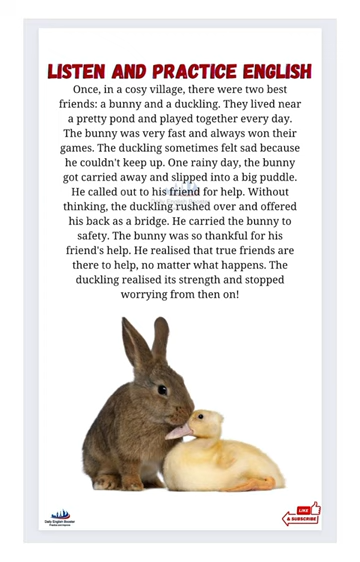 LISTEN AND PRACTICE ENGLISH
Once, in a cosy village, there were two best
friends: a bunny and a duckling. They lived near
a pretty pond and played together every day.
The bunny was very fast and always won their
games. The duckling sometimes felt sad because
he couldn't keep up. One rainy day, the bunny
got carried away and slipped into a big puddle.
He called out to his friend for help. Without
thinking, the duckling rushed over and offered
his back as a bridge. He carried the bunny to
safety. The bunny was so thankful for his
friend's help. He realised that true friends are
there to help, no matter what happens. The
duckling realised its strength and stopped
worrying from then on!
Daily English Booster
LIKE
& SUBSCRIBE